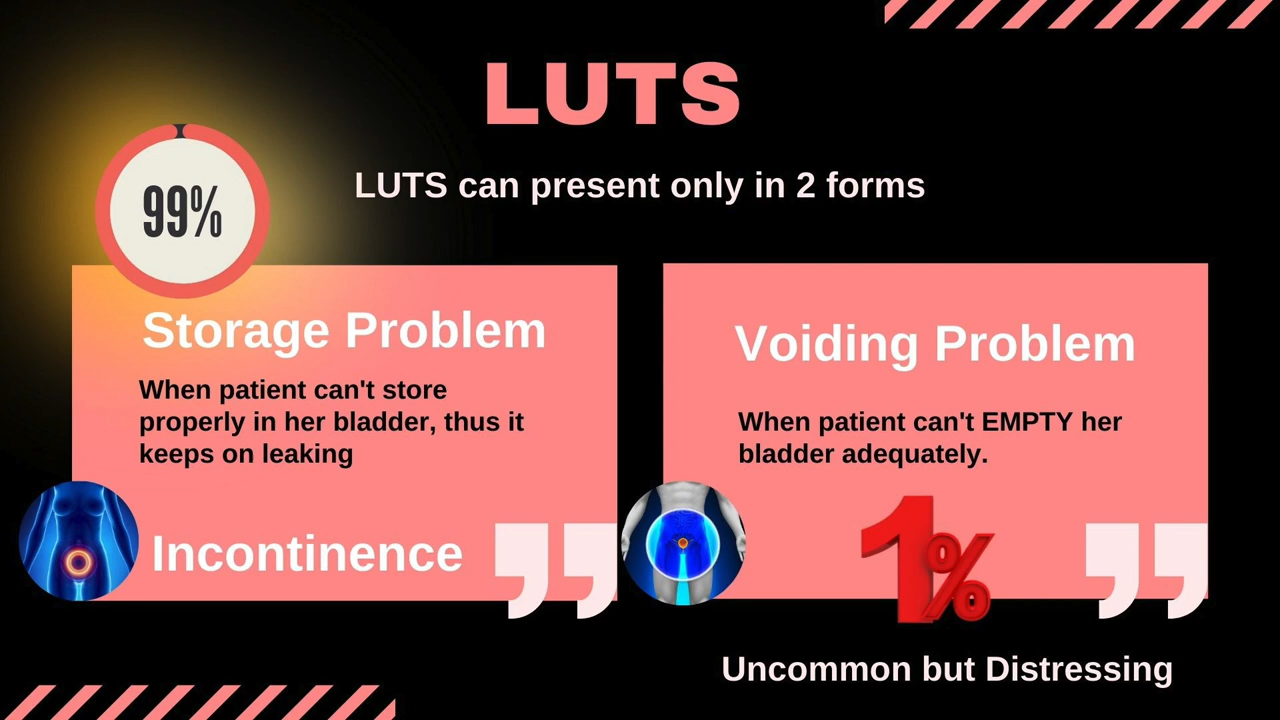 LUTS
LUTS can present only in 2 forms
99%
Storage Problem
When patient can't store
properly in her bladder, thus it
keeps on leaking
Incontinence
Voiding Problem
When patient can't EMPTY her
bladder adequately.
1%
Uncommon but Distressing